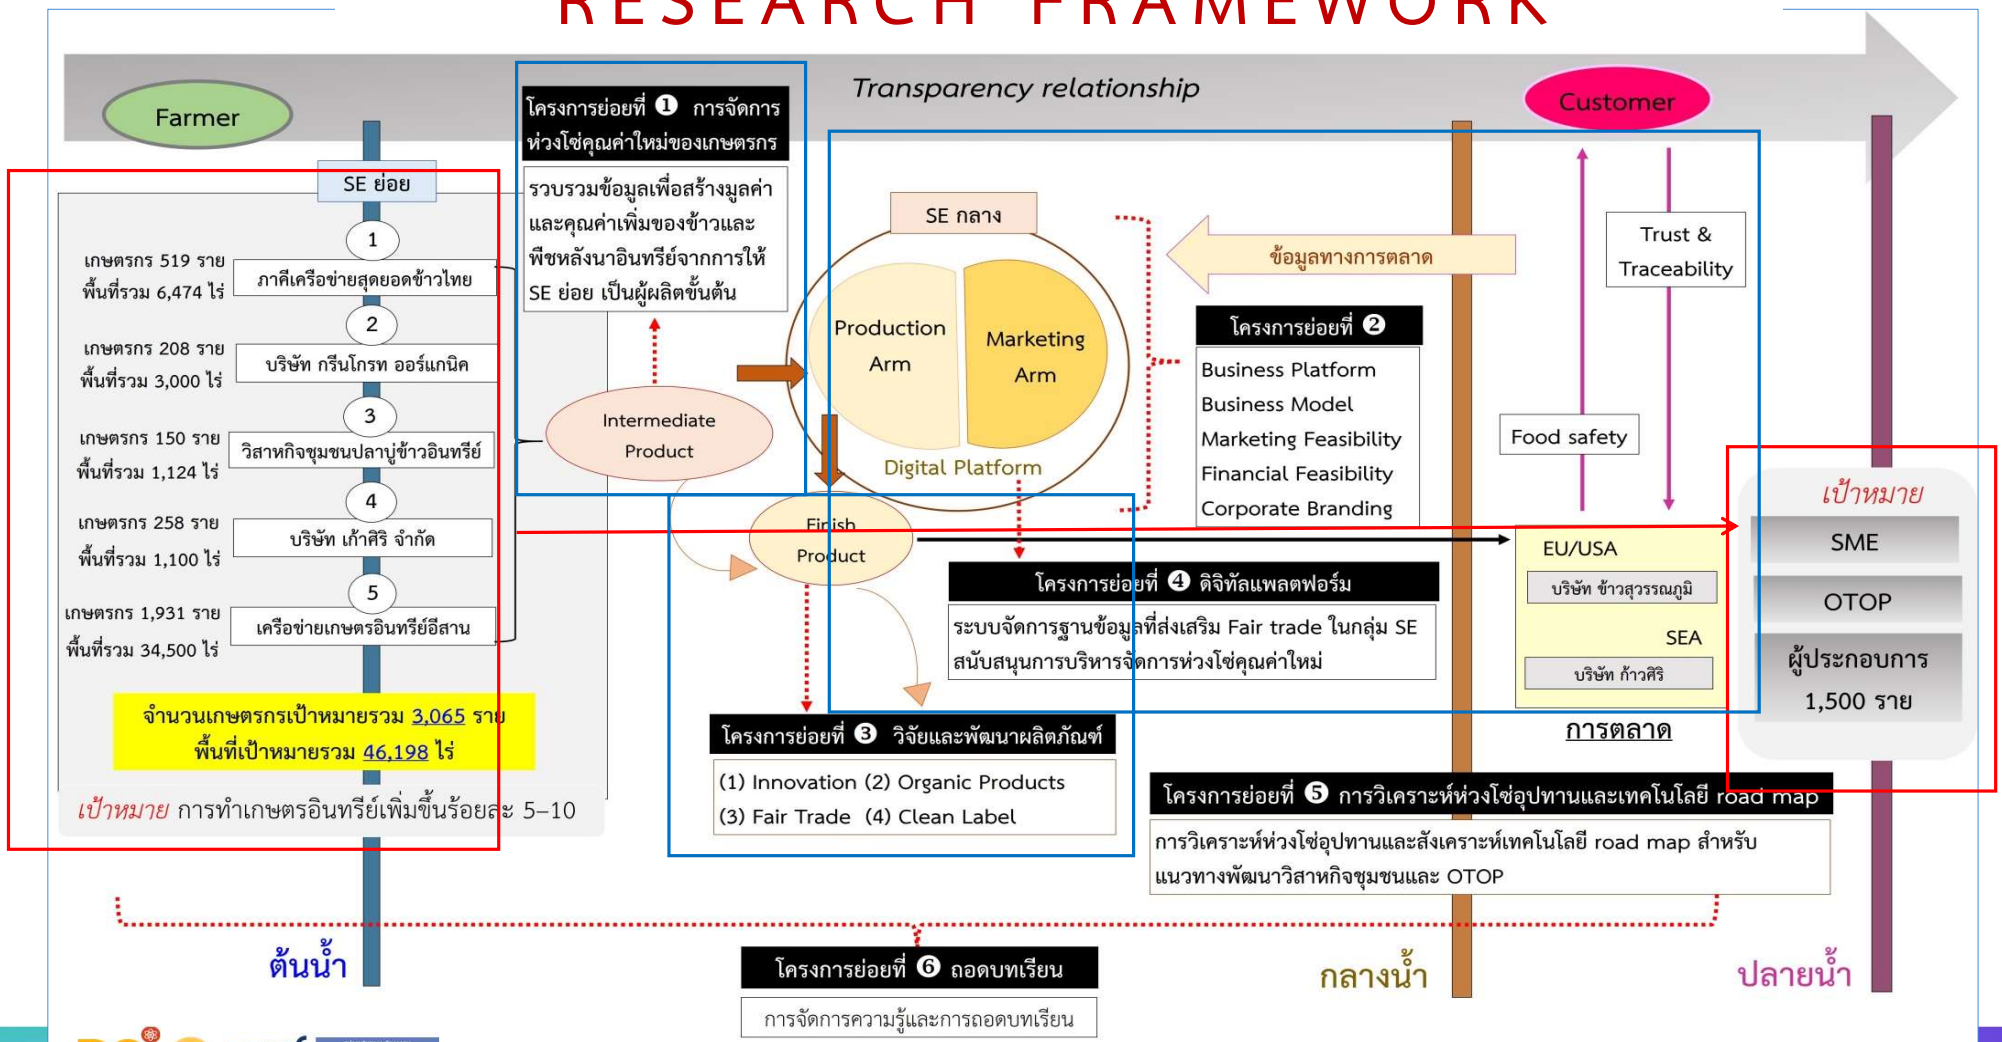 RESEARCH FRAMEWORK
Transparency relationship
Farmer
Customer
SE ย่อย
1
เกษตรกร 519 ราย
พื้นที่รวม 6,474 ไร่
ภาคีเครือข่ายสุดยอดข้าวไทย
2
เกษตรกร 208 ราย
พื้นที่รวม 3,000 ไร่
บริษัท กรีนโกรท ออร์แกนิค
3
เกษตรกร 150 ราย
พื้นที่รวม 1,124 ไร่
วิสาหกิจชุมชนปลาบู่ข้าวอินทรีย์
4
เกษตรกร 258 ราย
พื้นที่รวม 1,100 ไร่
บริษัท เก้าศิริ จำกัด
5
เกษตรกร 1,931 ราย
พื้นที่รวม 34,500 ไร่
เครือข่ายเกษตรอินทรีย์อีสาน
จำนวนเกษตรกรเป้าหมายรวม 3,065 ราย
พื้นที่เป้าหมายรวม 46,198 ไร่
เป้าหมาย การทำเกษตรอินทรีย์เพิ่มขึ้นร้อยละ 5–10
โครงการย่อยที่ ❶ การจัดการ
ห่วงโซ่คุณค่าใหม่ของเกษตรกร
รวบรวมข้อมูลเพื่อสร้างมูลค่า
และคุณค่าเพิ่มของข้าวและ
พืชหลังนาอินทรีย์จากการให้
SE ย่อย เป็นผู้ผลิตขั้นต้น
Intermediate
Product
SE กลาง
Production
Arm
Marketing
Arm
Digital Platform
Finish
Product
ข้อมูลทางการตลาด
โครงการย่อยที่ ❷
Business Platform
Business Model
Marketing Feasibility
Financial Feasibility
Corporate Branding
Trust &
Traceability
Food safety
โครงการย่อยที่ ❹ ดิจิทัลแพลตฟอร์ม
ระบบจัดการฐานข้อมูลที่ส่งเสริม Fair trade ในกลุ่ม SE
สนับสนุนการบริหารจัดการห่วงโซ่คุณค่าใหม่
EU/USA
บริษัท ข้าวสุวรรณภูมิ
SEA
บริษัท ก้าวศิริ
การตลาด
เป้าหมาย
SME
OTOP
ผู้ประกอบการ
1,500 ราย
โครงการย่อยที่ ❸ วิจัยและพัฒนาผลิตภัณฑ์
(1) Innovation (2) Organic Products
(3) Fair Trade (4) Clean Label
โครงการย่อยที่ ❺ การวิเคราะห์ห่วงโซ่อุปทานและเทคโนโลยี road map
การวิเคราะห์ห่วงโซ่อุปทานและสังเคราะห์เทคโนโลยี road map สำหรับ
แนวทางพัฒนาวิสาหกิจชุมชนและ OTOP
ต้นน้ำ
กลางน้ำ
ปลายน้ำ
โครงการย่อยที่ ❻ ถอดบทเรียน
การจัดการความรู้และการถอดบทเรียน